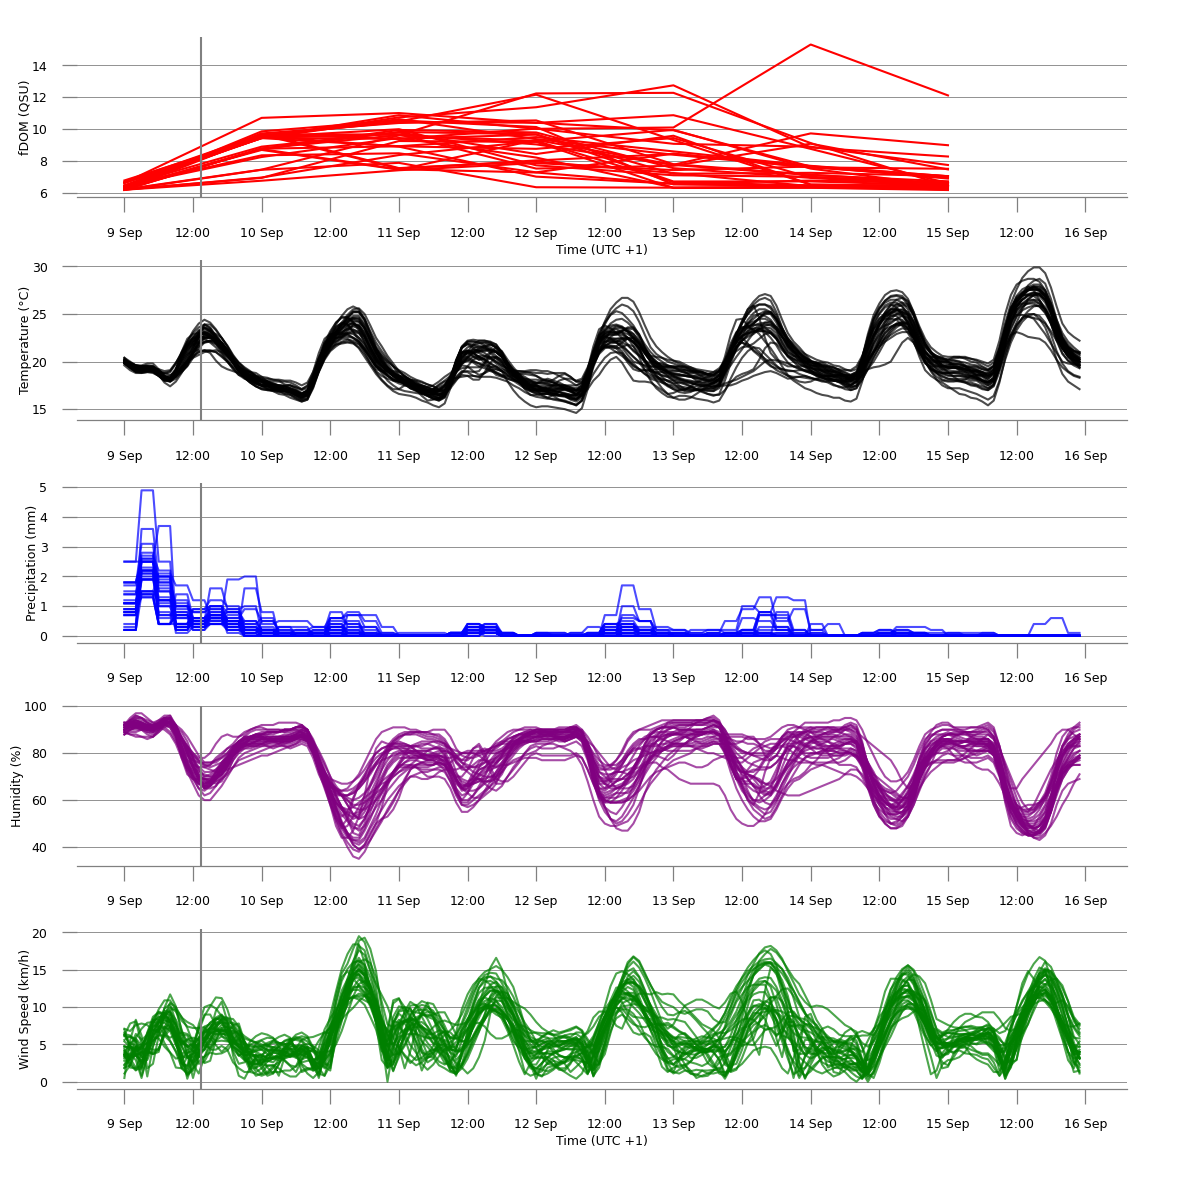 fDOM (QSU)
14
12
10
8
6
9 Sep 12:00 10 Sep 12:00 11 Sep 12:00 12 Sep 12:00 13 Sep 12:00 14 Sep 12:00 15 Sep 12:00 16 Sep
Time (UTC +1)
Temperature (°C)
30
25
20
15
9 Sep 12:00 10 Sep 12:00 11 Sep 12:00 12 Sep 12:00 13 Sep 12:00 14 Sep 12:00 15 Sep 12:00 16 Sep
Precipitation (mm)
5
4
3
2
1
0
9 Sep 12:00 10 Sep 12:00 11 Sep 12:00 12 Sep 12:00 13 Sep 12:00 14 Sep 12:00 15 Sep 12:00 16 Sep
Humidity (%)
100
80
60
40
9 Sep 12:00 10 Sep 12:00 11 Sep 12:00 12 Sep 12:00 13 Sep 12:00 14 Sep 12:00 15 Sep 12:00 16 Sep
Wind Speed (km/h)
20
15
10
5
0
9 Sep 12:00 10 Sep 12:00 11 Sep 12:00 12 Sep 12:00 13 Sep 12:00 14 Sep 12:00 15 Sep 12:00 16 Sep
Time (UTC +1)